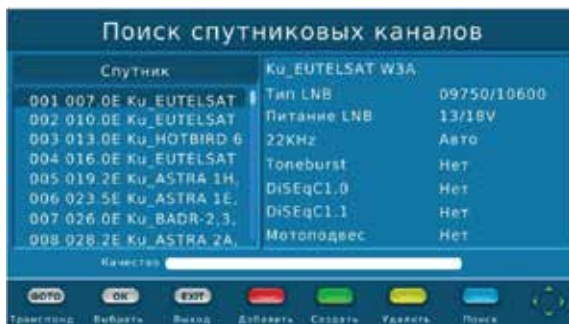 Поиск спутниковых каналов
Спутник
001 007.0E Ku_EUTELSAT
002 010.0E Ku_EUTELSAT
003 013.0E Ku_HOTBIRD 6
004 016.0E Ku_EUTELSAT
005 019.2E Ku_ASTRA 1H,
006 023.5E Ku_ASTRA 1E,
007 026.0E Ku_BADR-2,3,
008 028.2E Ku_ASTRA 2A,
Ku_EUTELSAT W3A
Тип LNB 09750/10600
Питание LNB 13/18V
22KHz Авто
Toneburst Нет
DiSEqC1.0 Нет
DiSEqC1.1 Нет
Мотоподвес Нет
Качество
GOTO OK EXIT
Транспонд Выбрать Выход Добавить Создать Удалить Поиск